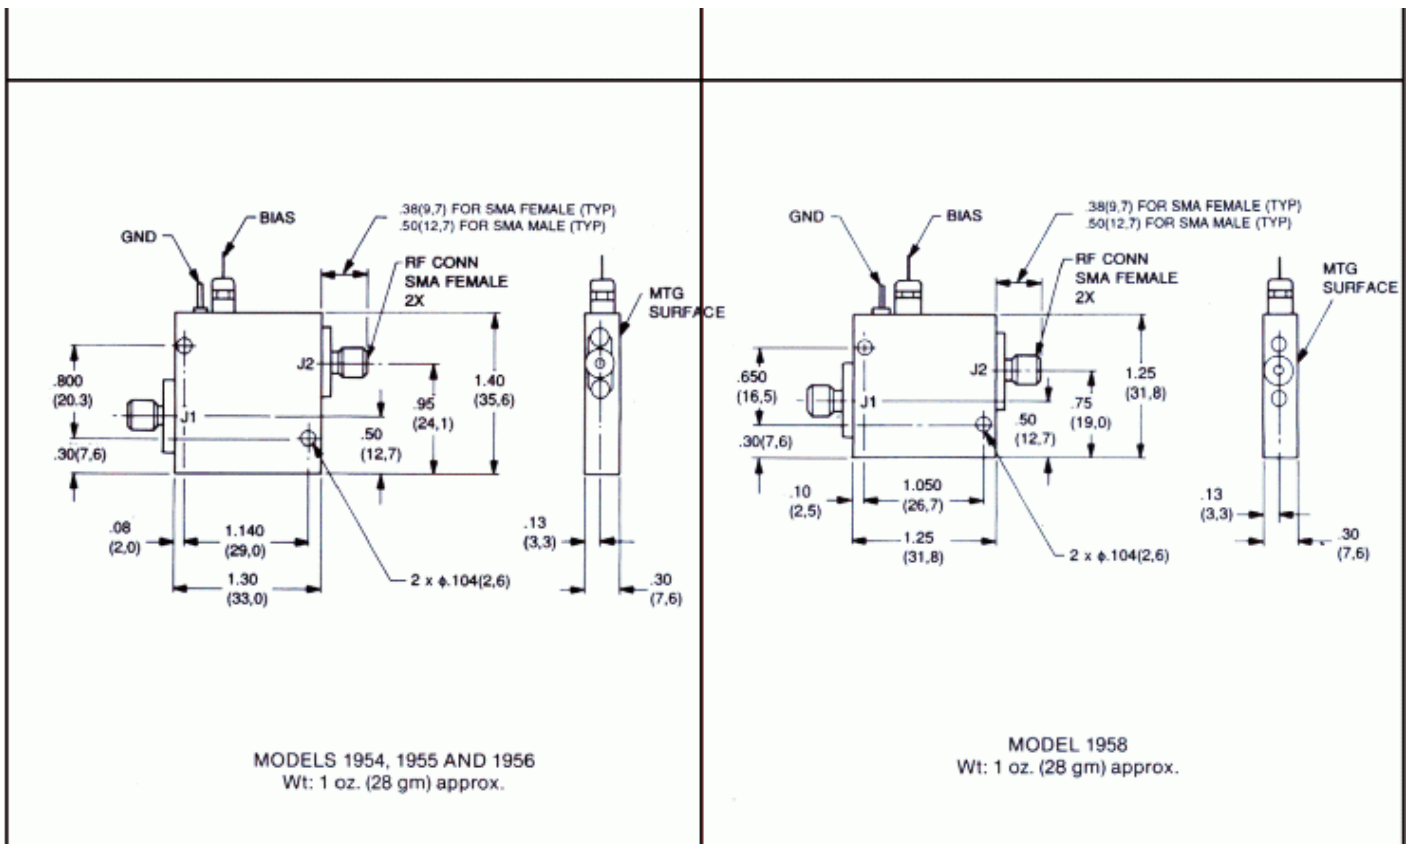 BIAS
.38(9,7) FOR SMA FEMALE (TYP)
.50(12,7) FOR SMA MALE (TYP)
GND
RF CONN
SMA FEMALE
2X
MTG
SURFACE
J2
.800
(20.3)
1.40
(35,6)
.95
(24,1)
J1
.50
(12,7)
.30(7,6)
.08
(2,0)
1.140
(29,0)
.13
(3,3)
1.30
(33,0)
2 x ϕ.104(2,6)
.30
(7,6)
MODELS 1954, 1955 AND 1956
Wt: 1 oz. (28 gm) approx.
GND
BIAS
.38(9,7) FOR SMA FEMALE (TYP)
.50(12,7) FOR SMA MALE (TYP)
RF CONN
SMA FEMALE
2X
MTG
SURFACE
J2
.650
(16,5)
1.25
(31,8)
J1
.75
(19,0)
.50
(12,7)
.30(7,6)
.10
(2,5)
1.050
(26,7)
.13
(3,3)
1.25
(31,8)
2 x ϕ.104(2,6)
.30
(7,6)
MODEL 1958
Wt: 1 oz. (28 gm) approx.